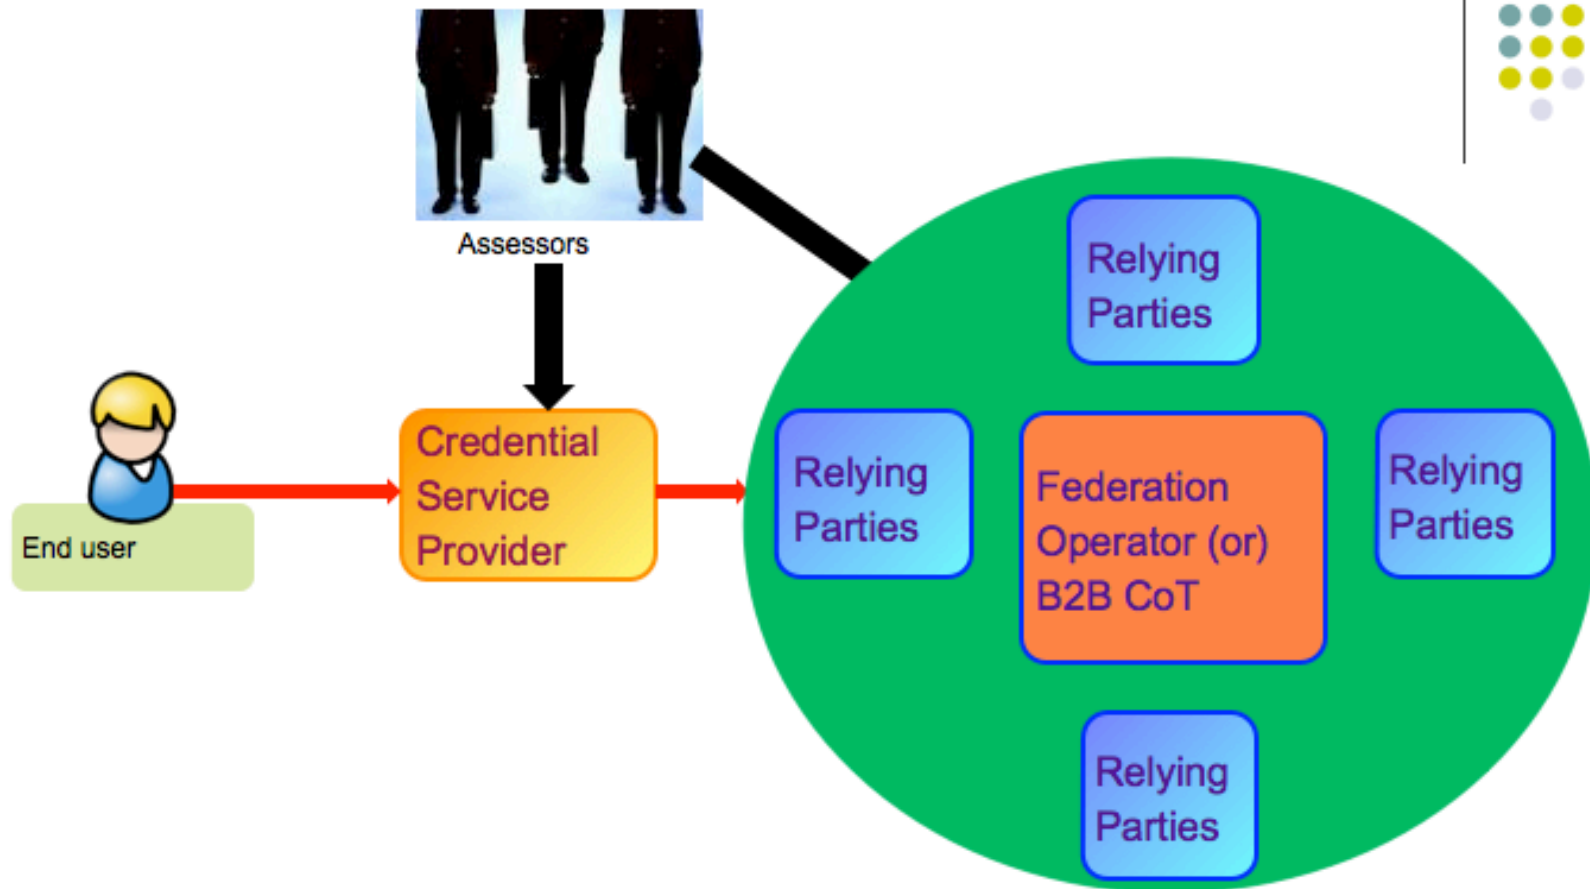 Assessors
End user
Credential
Service
Provider
Relying
Parties
Relying
Parties
Federation
Operator (or)
B2B CoT
Relying
Parties
Relying
Parties